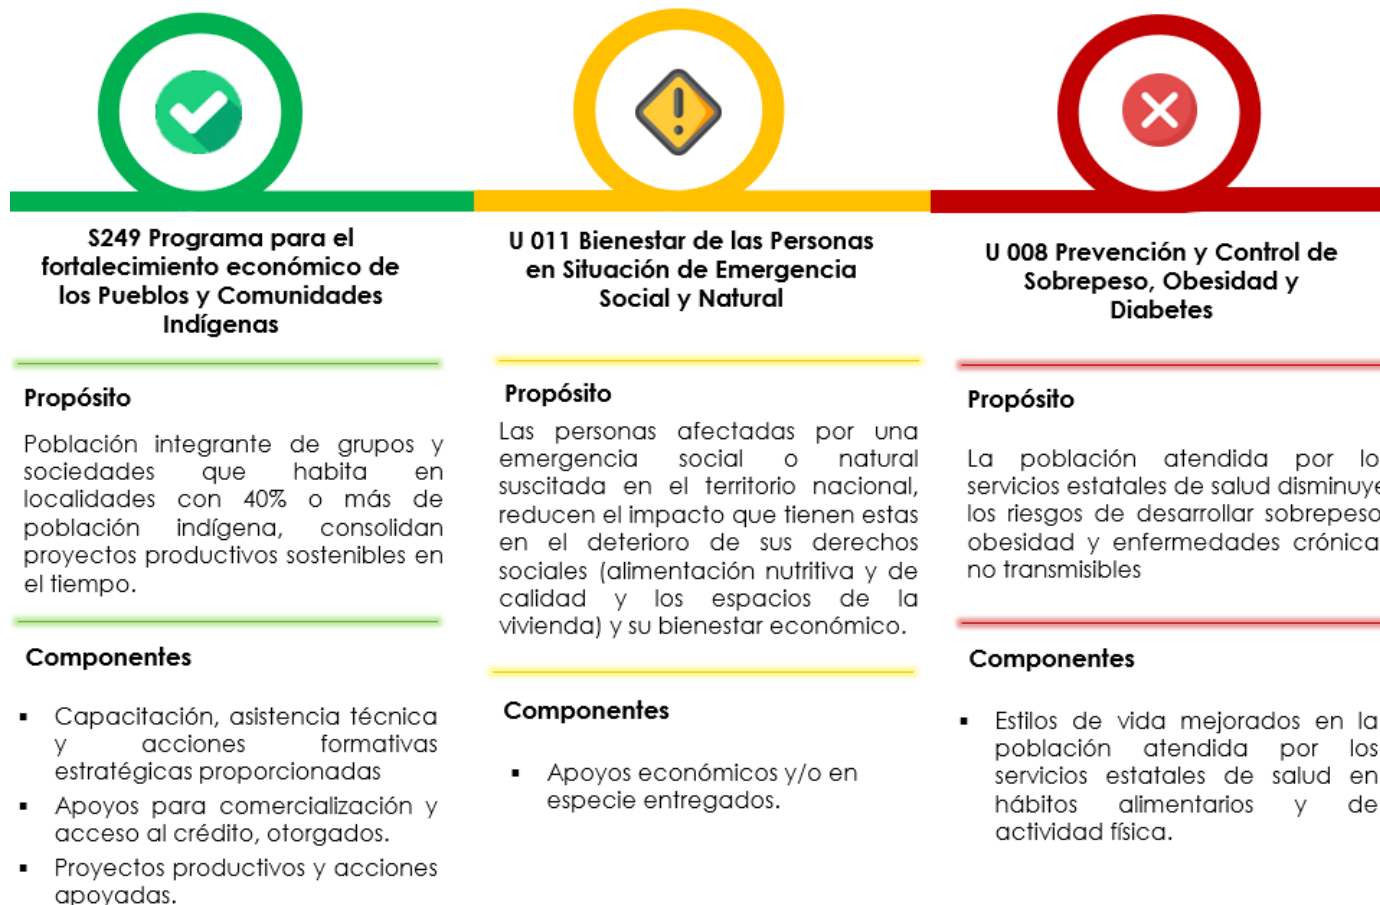 S249 Programa para el
fortalecimiento económico de
los Pueblos y Comunidades
Indígenas
Propósito
Población integrante de grupos y
sociedades que habita en
localidades con 40% o más de
población indígena, consolidan
proyectos productivos sostenibles en
el tiempo.
Componentes
▪ Capacitación, asistencia técnica
y acciones formativas
estratégicas proporcionadas
▪ Apoyos para comercialización y
acceso al crédito, otorgados.
▪ Proyectos productivos y acciones
apoyadas.
U 011 Bienestar de las Personas
en Situación de Emergencia
Social y Natural
Propósito
Las personas afectadas por una
emergencia social o natural
suscitada en el territorio nacional,
reducen el impacto que tienen estas
en el deterioro de sus derechos
sociales (alimentación nutritiva y de
calidad y los espacios de la
vivienda) y su bienestar económico.
Componentes
▪ Apoyos económicos y/o en
especie entregados.
U 008 Prevención y Control de
Sobrepeso, Obesidad y
Diabetes
Propósito
La población atendida por lo
servicios estatales de salud disminuye
los riesgos de desarrollar sobrepeso
obesidad y enfermedades crónica
no transmisibles
Componentes
▪ Estilos de vida mejorados en la
población atendida por los
servicios estatales de salud en
hábitos alimentarios y de
actividad física.